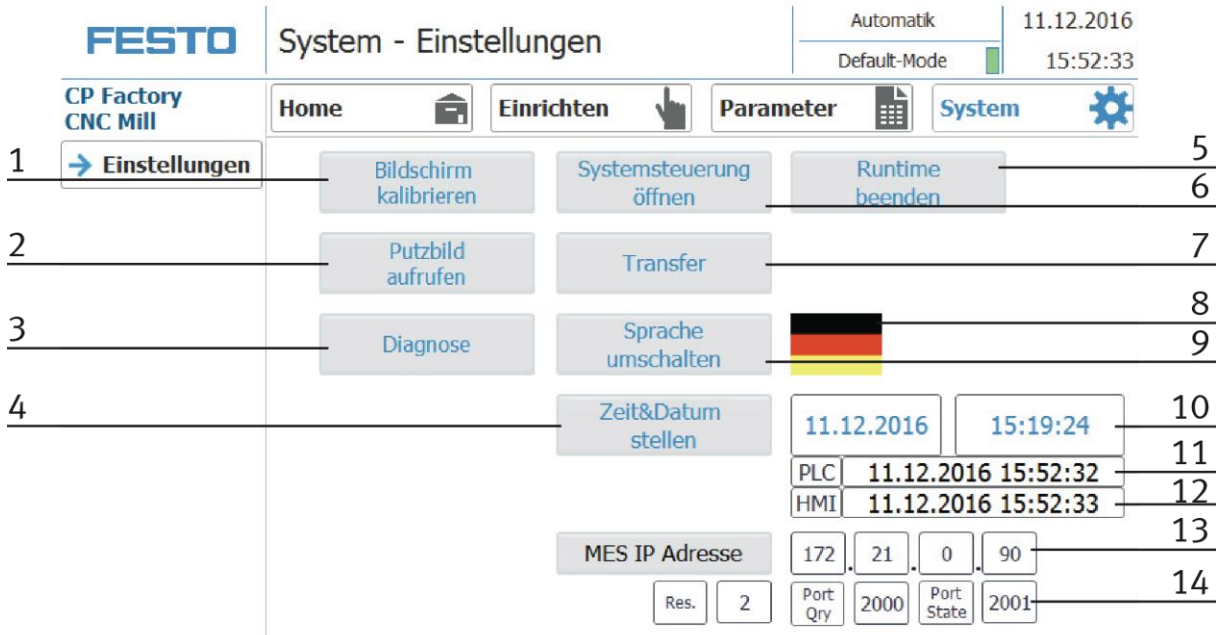 FESTO
System - Einstellungen
Automatik
11.12.2016
Default-Mode
15:52:33
CP Factory
CNC Mill
Home
Einrichten
Parameter
System
Einstellungen
1
Bildschirm
kalibrieren
Systemsteuerung
öffnen
Runtime
beenden
5
6
2
Putzbild
aufrufen
Transfer
7
3
Diagnose
Sprache
umschalten
8
9
4
Zeit&Datum
stellen
11.12.2016
15:19:24
10
PLC
11.12.2016 15:52:32
11
HMI
11.12.2016 15:52:33
12
MES IP Adresse
172 . 21 . 0 . 90
13
Res.
2
Port
Qry
2000
Port
State
2001
14